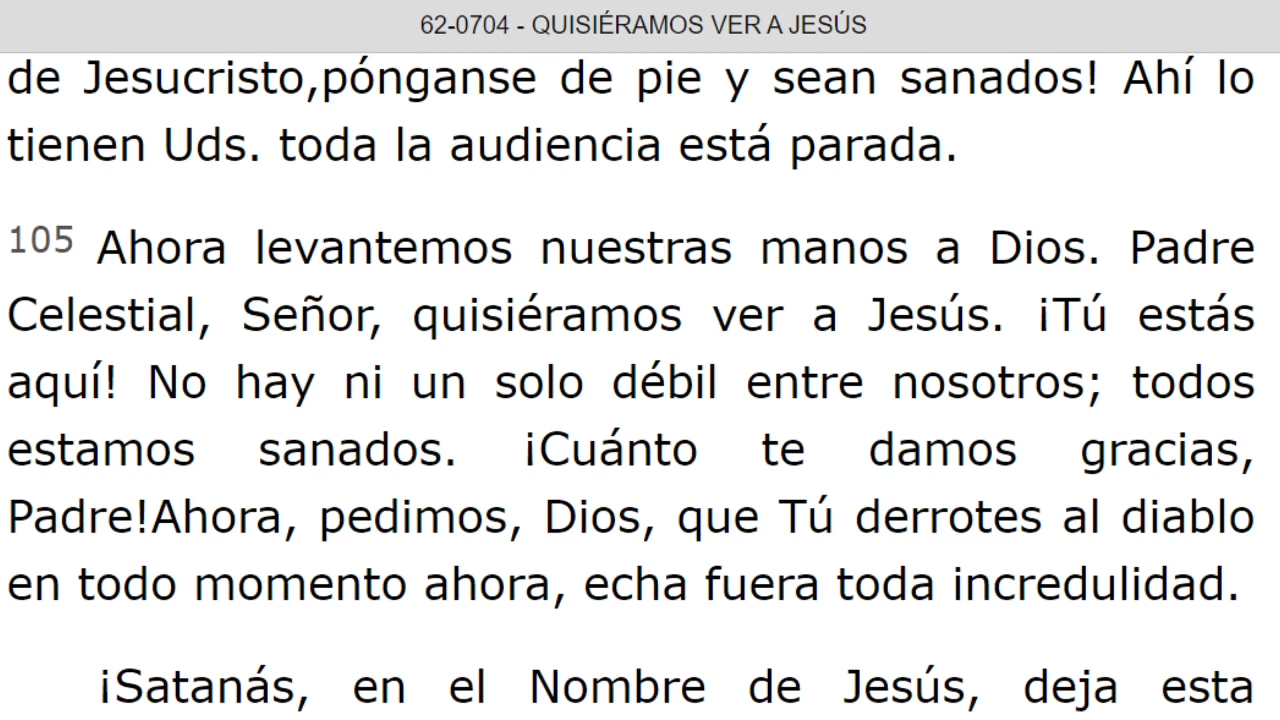 62-0704 - QUISIÉRAMOS VER A JESÚS
de Jesucristo,pónganse de pie y sean sanados! Ahí lo
tienen Uds. toda la audiencia está parada.
105 Ahora levantemos nuestras manos a Dios. Padre
Celestial, Señor, quisiéramos ver a Jesús. ¡Tú estás
aquí! No hay ni un solo débil entre nosotros; todos
estamos sanados. ¡Cuánto te damos gracias,
Padre!Ahora, pedimos, Dios, que Tú derrotes al diablo
en todo momento ahora, echa fuera toda incredulidad.
¡Satanás, en el Nombre de Jesús, deja esta